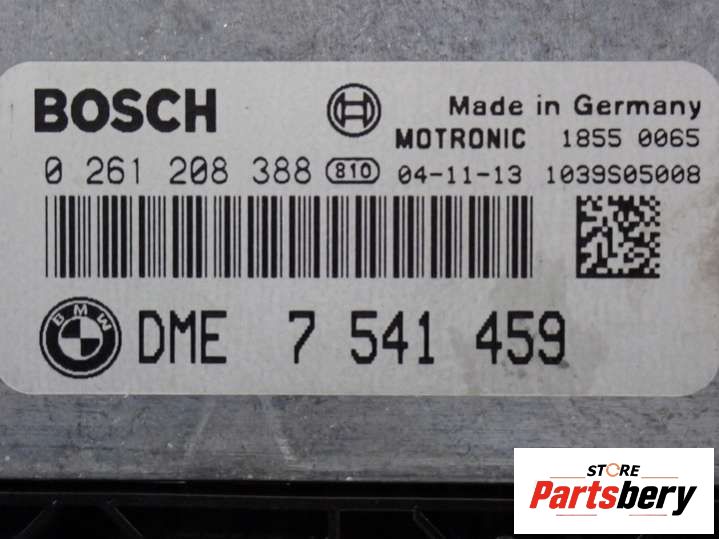 BOSCH
Made in Germany
MOTRONIC 1855 0065
0 261 208 388 810 04-11-13 1039S05008
BMW DME 7 541 459
STORE
Partsbery